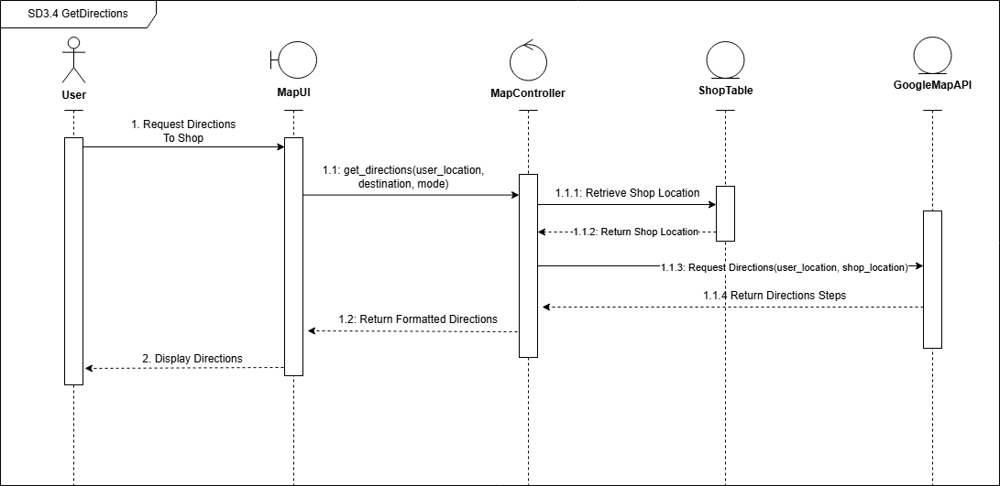 SD3.4 GetDirections
User
MapUI
MapController
ShopTable
GoogleMapAPI
1. Request Directions
To Shop
1.1: get_directions(user_location,
destination, mode)
1.1.1: Retrieve Shop Location
1.1.2: Return Shop Location
1.1.3: Request Directions(user_location, shop_location)
1.1.4 Return Directions Steps
1.2: Return Formatted Directions
2. Display Directions